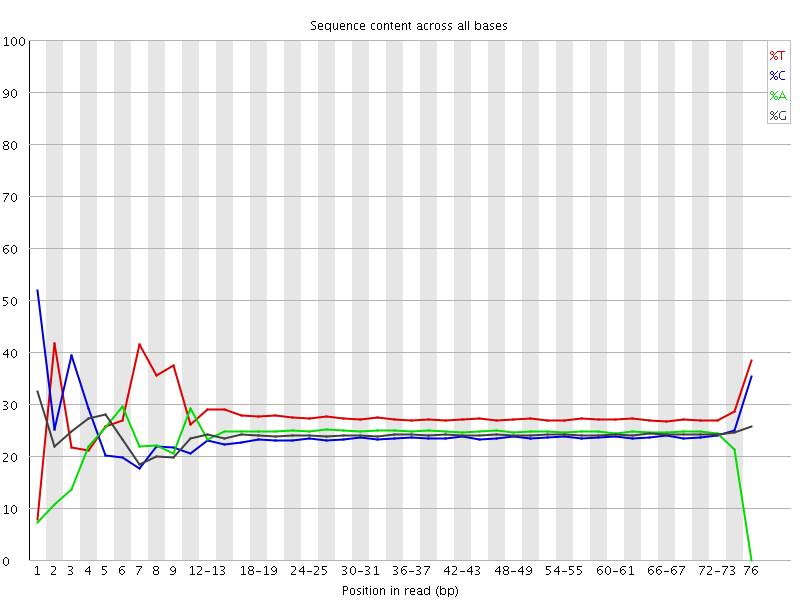 Sequence content across all bases
100
90
80
70
60
50
40
30
20
10
0
%T
%C
%A
%G
1 2 3 4 5 6 7 8 9 12-13 18-19 24-25 30-31 36-37 42-43 48-49 54-55 60-61 66-67 72-73 76
Position in read (bp)